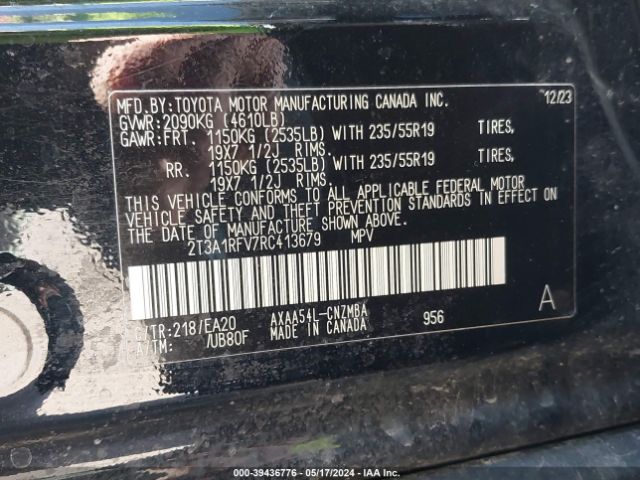 MFD.BY:TOYOTA MOTOR MANUFACTURING CANADA INC. 12/23
GVWR:2090KG (4610LB)
GAWR:FRT. 1150KG (2535LB) WITH 235/55R19 TIRES,
19X7 1/2J RIMS.
RR. 1150KG (2535LB) WITH 235/55R19 TIRES,
19X7 1/2J RIMS.
THIS VEHICLE CONFORMS TO ALL APPLICABLE FEDERAL MOTOR
VEHICLE SAFETY AND THEFT PREVENTION STANDARDS IN EFFECT ON
THE DATE OF MANUFACTURE SHOWN ABOVE.
2T3A1RFV7RC413679 MPV
A
C/TR:218/EA20 AXAA54L-CNZMBA 956
A/TM: /UB80F MADE IN CANADA
000-39436776 - 05/17/2024 - IAA Inc.